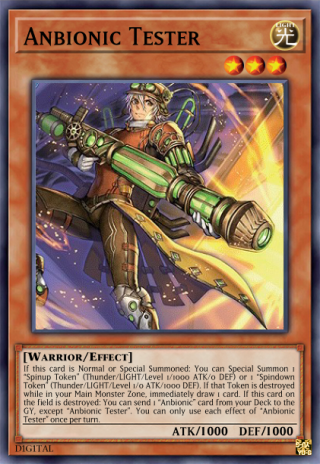 Anbionic Tester
LIGHT
光
[WARRIOR/EFFECT]
If this card is Normal or Special Summoned: You can Special Summon 1
"Spinup Token" (Thunder/LIGHT/Level 1/1000 ATK/0 DEF) or 1 "Spindown
Token" (Thunder/LIGHT/Level 1/0 ATK/1000 DEF). If that Token is destroyed
while in your Main Monster Zone, immediately draw 1 card. If this card on
the field is destroyed: You can send 1 "Anbionic" card from your Deck to the
GY, except "Anbionic Tester". You can only use each effect of "Anbionic
Tester" once per turn.
ATK/1000 DEF/1000
DIGITAL